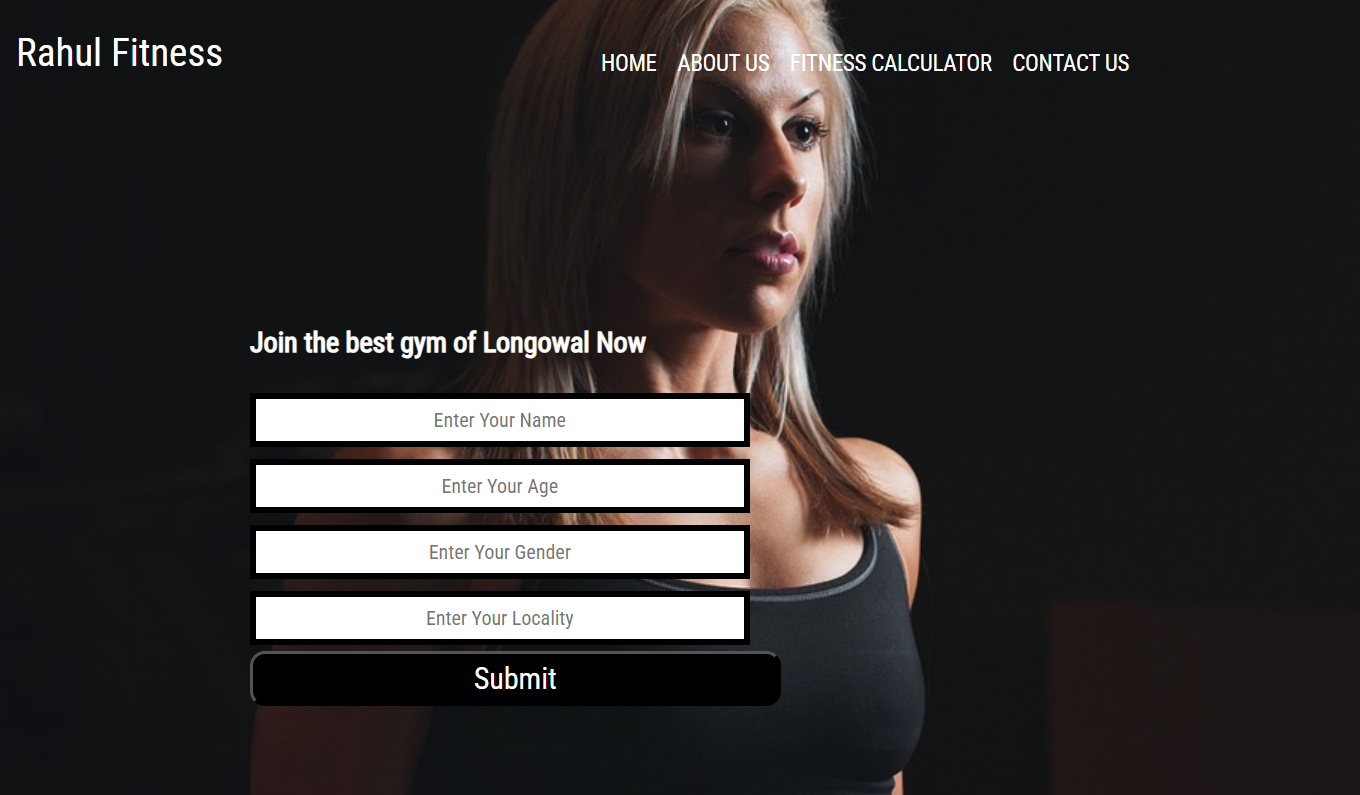 Rahul Fitness
HOME ABOUT US FITNESS CALCULATOR CONTACT US
Join the best gym of Longowal Now
Enter Your Name
Enter Your Age
Enter Your Gender
Enter Your Locality
Submit